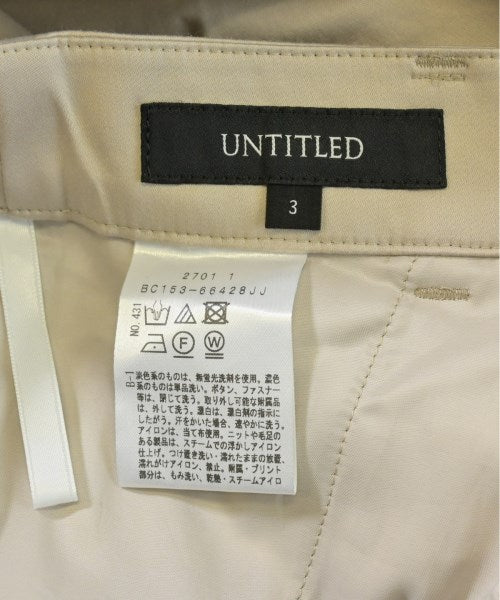 UNTITLED
3
2701 1
BC153-66428JJ
NO.431
F W
B-1
淡色系のものは、無蛍光洗剤を使用。濃色
系のものは単品洗い。ボタン、ファスナー
等は、閉じて洗う。取り外し可能な附属品
は、外して洗う。漂白は、漂白剤の指示に
したがう。汗をかいた場合、速やかに洗う。
アイロンは、当て布使用。ニットや毛足の
ある製品は、スチームでの浮かしアイロン
仕上げ。つけ置き洗い・濡れたままの放置、
濡れがけアイロン、禁止。附属・プリント
部分は、もみ洗い、乾熱・スチームアイロ